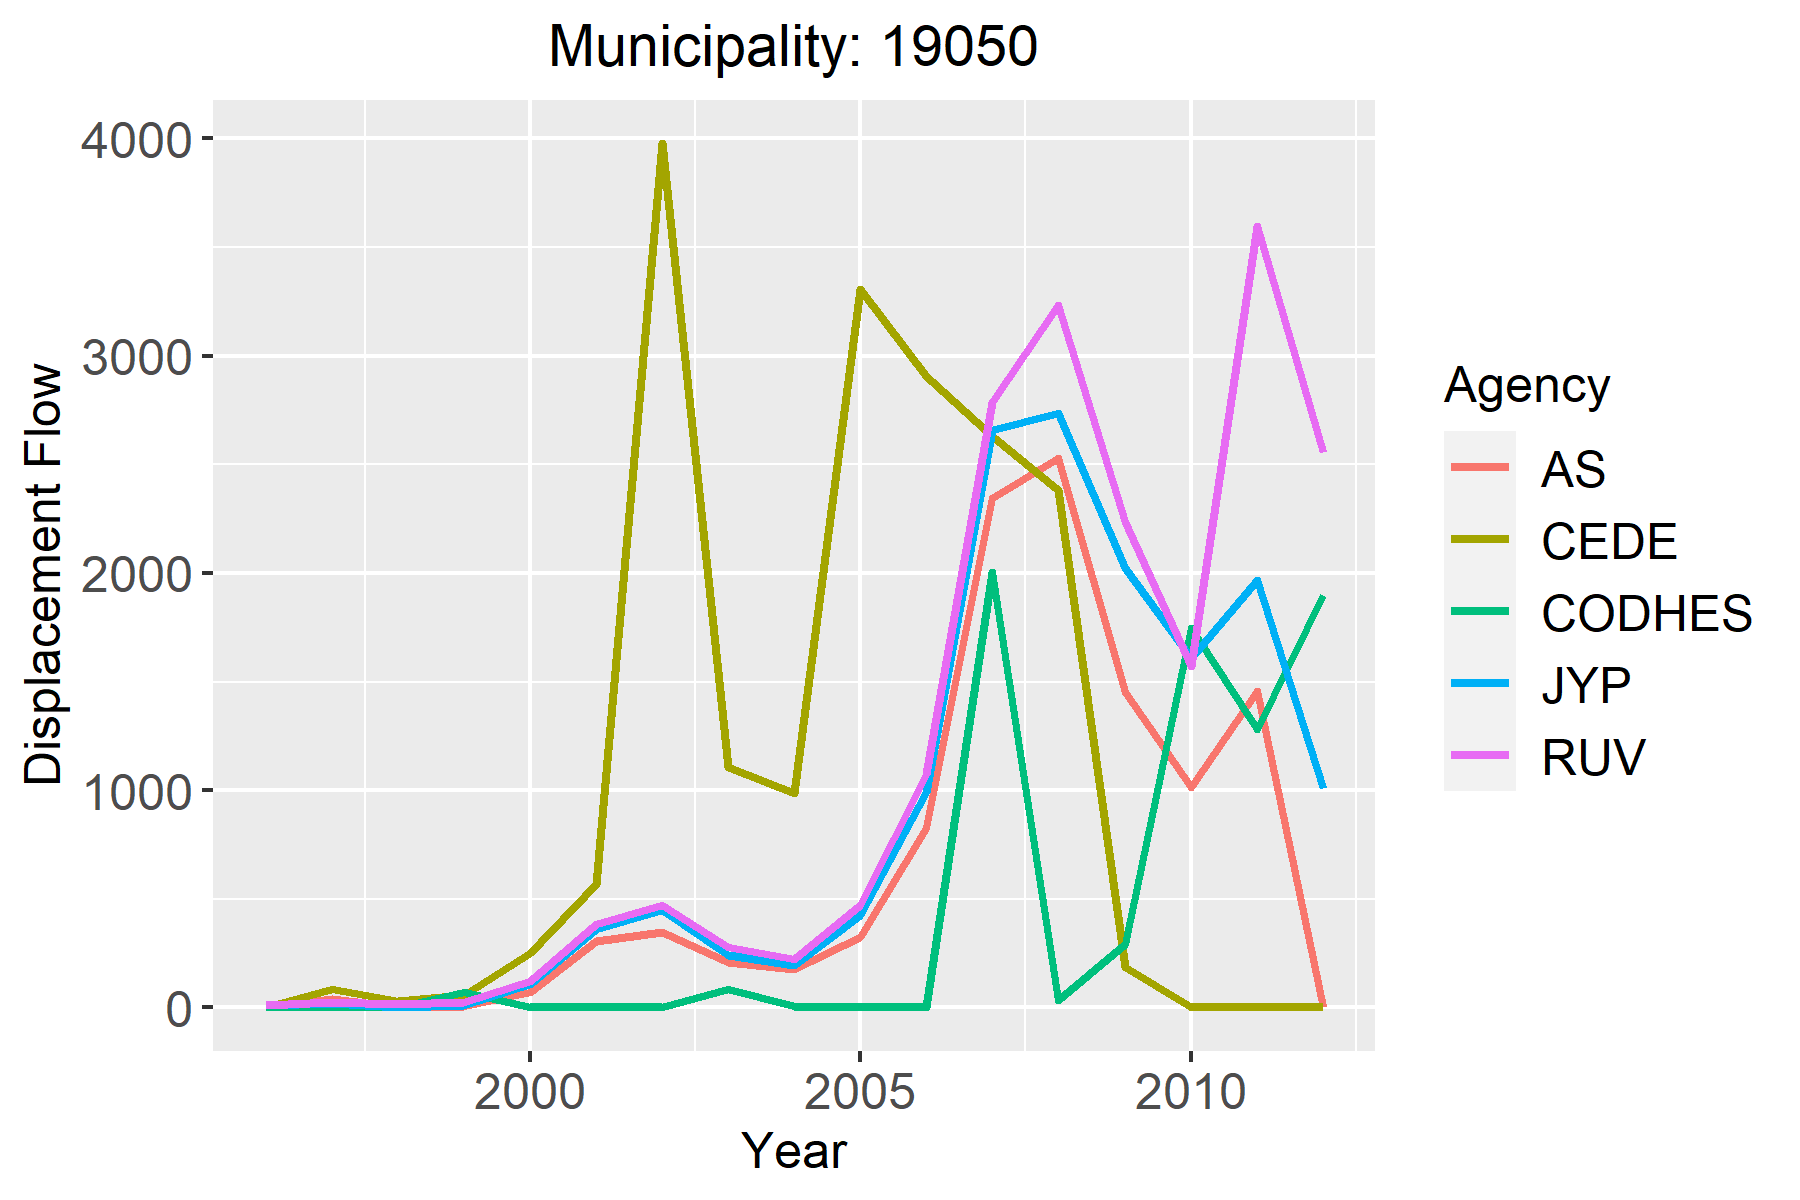 Municipality: 19050
4000
3000
2000
1000
0
Displacement Flow
2000
2005
2010
Year
Agency
AS
CEDE
CODHES
JYP
RUV